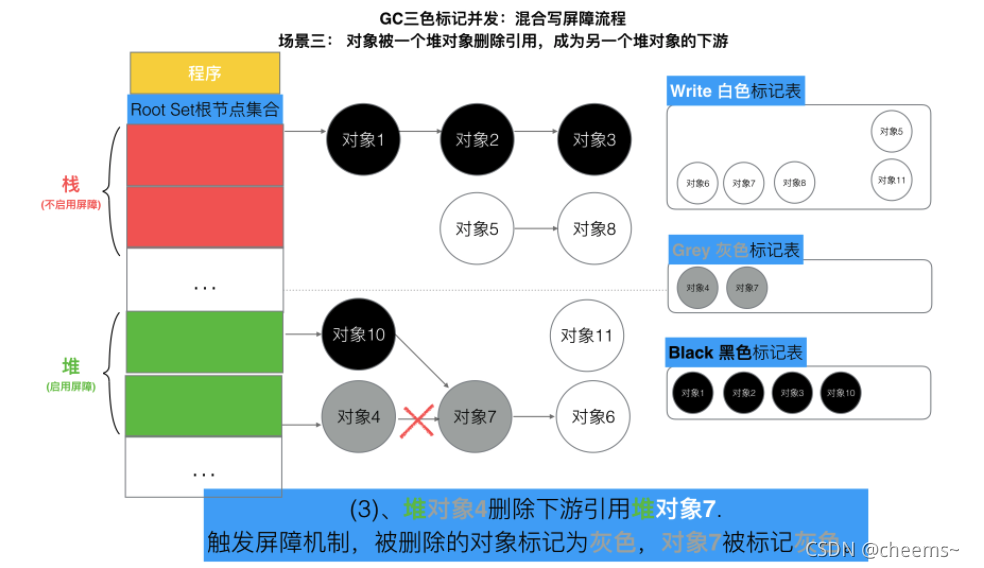 GC三色标记并发：混合写屏障流程
场景三： 对象被一个堆对象删除引用，成为另一个堆对象的下游
程序
Root Set根节点集合
栈
(不启用屏障)
...
堆
(启用屏障)
...
对象1
对象2
对象3
对象5
对象8
对象10
对象11
对象4
对象7
对象6
Write 白色标记表
对象5
对象6
对象7
对象8
对象11
Grey 灰色标记表
对象4
对象7
Black 黑色标记表
对象1
对象2
对象3
对象10
(3)、堆对象4删除下游引用堆对象7.
触发屏障机制，被删除的对象标记为灰色，对象7被标记灰色。
CSDN @cheems~